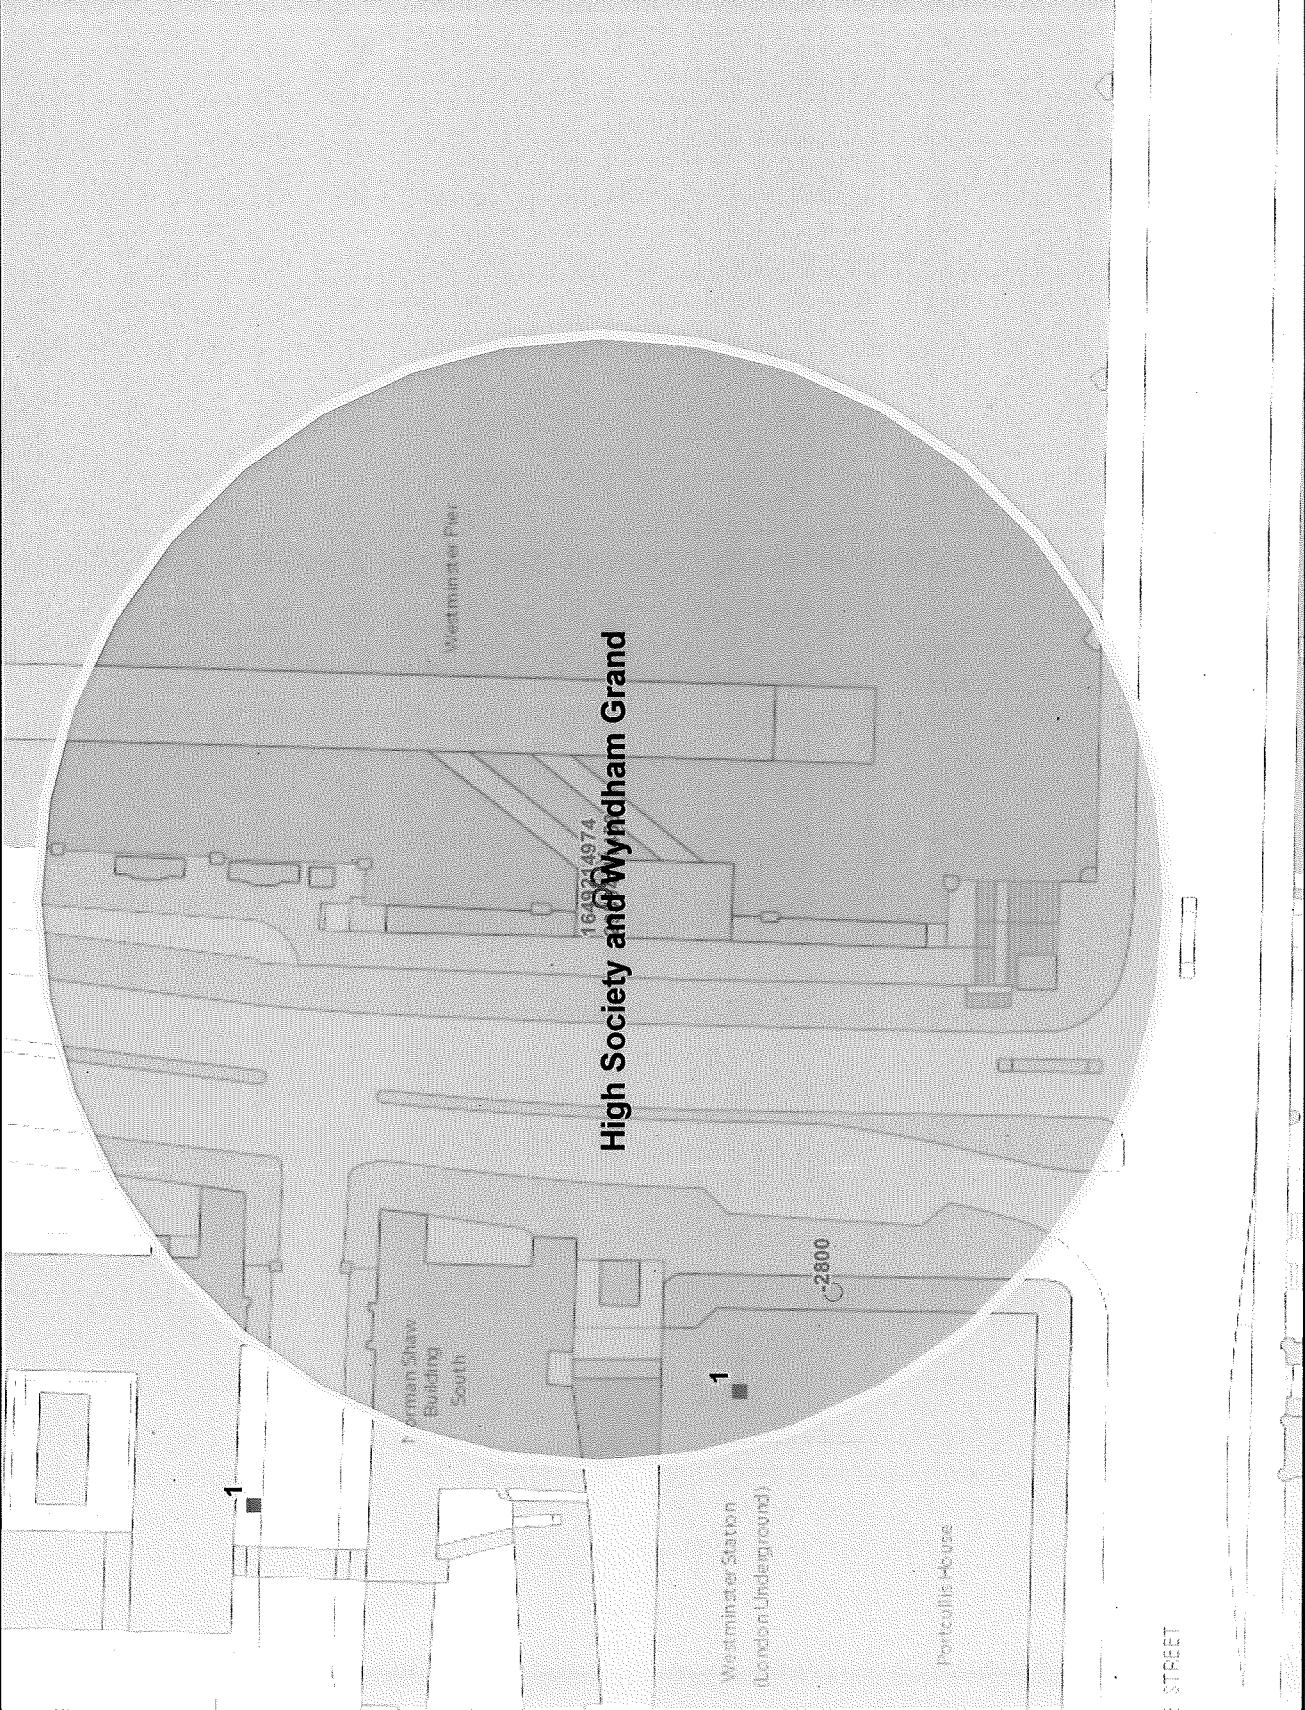 Westminster Pier
High Society and Wyndham Grand
1649214974
2800
1
1
Norman Shaw
Building
South
Westminster Station
(London Underground)
Portcullis House
STREET